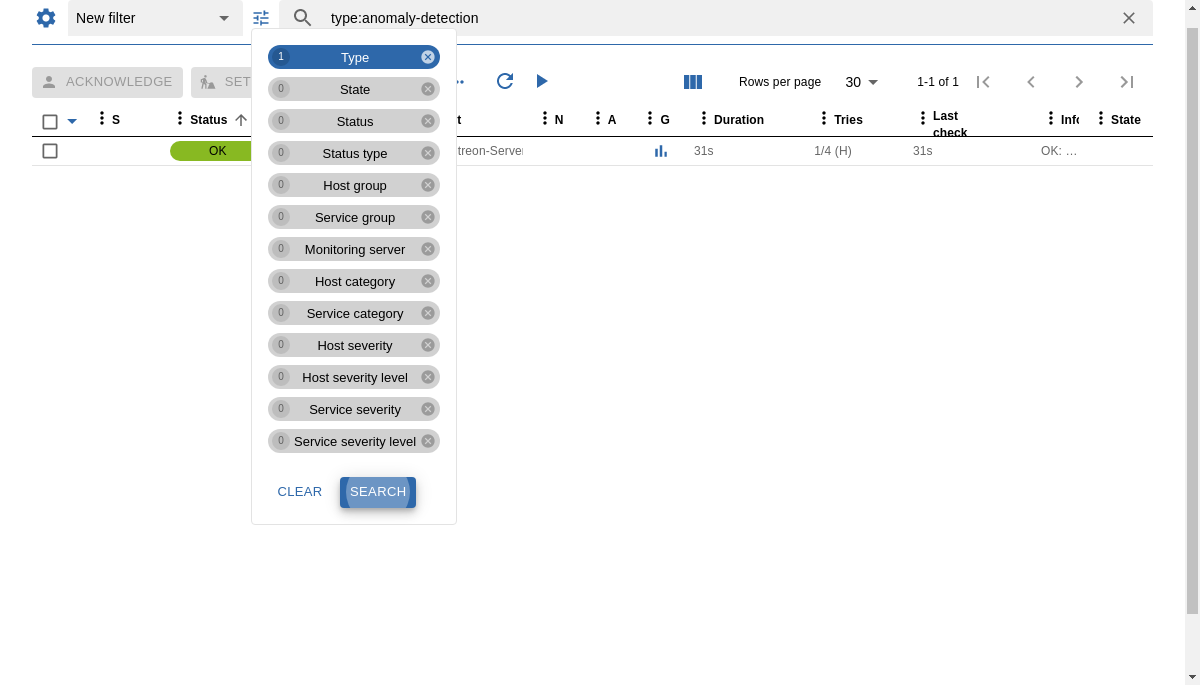 New filter
type:anomaly-detection
ACKNOWLEDGE
SET
Rows per page
30
1-1 of 1
S
Status
t
N
A
G
Duration
Tries
Last
check
Info
State
OK
treon-Server
31s
1/4 (H)
31s
OK: ...
1 Type
0 State
0 Status
0 Status type
0 Host group
0 Service group
0 Monitoring server
0 Host category
0 Service category
0 Host severity
0 Host severity level
0 Service severity
0 Service severity level
CLEAR
SEARCH